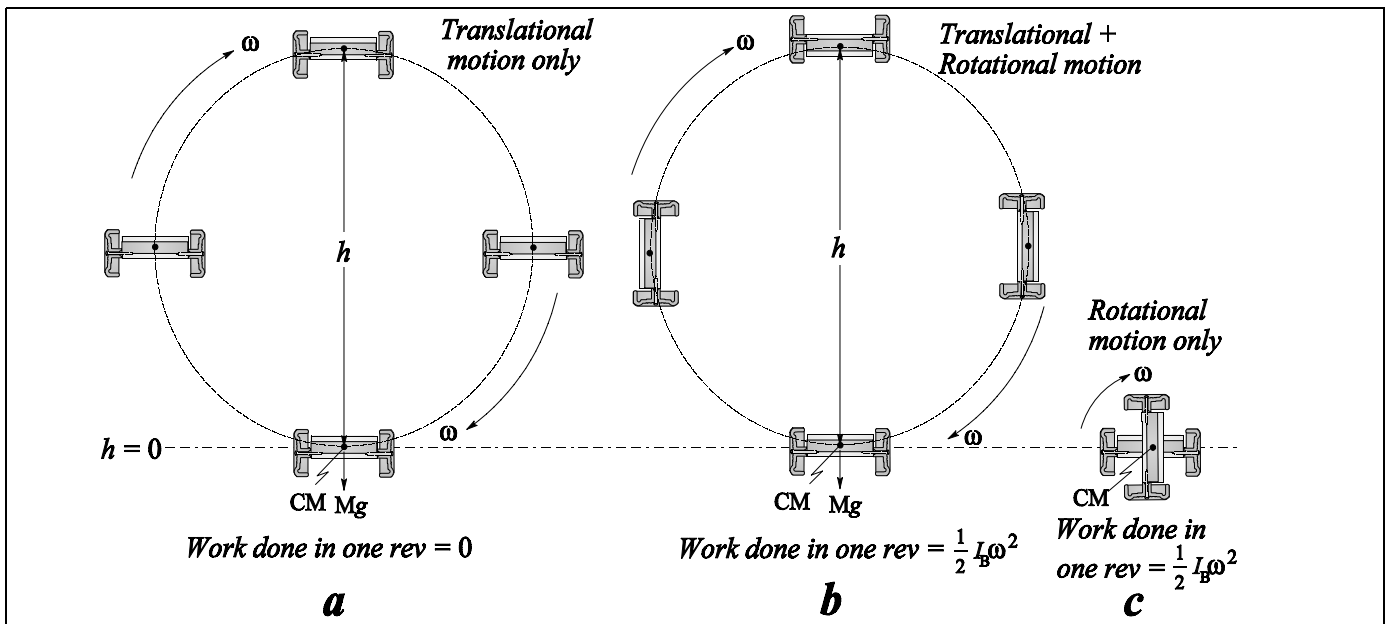 Translational
motion only
ω
h
ω
h = 0
CM Mg
Work done in one rev = 0
a
Translational +
Rotational motion
ω
h
ω
CM Mg
Work done in one rev = 1/2 I_Bω²
b
Rotational
motion only
ω
CM
Work done in
one rev = 1/2 I_Bω²
c